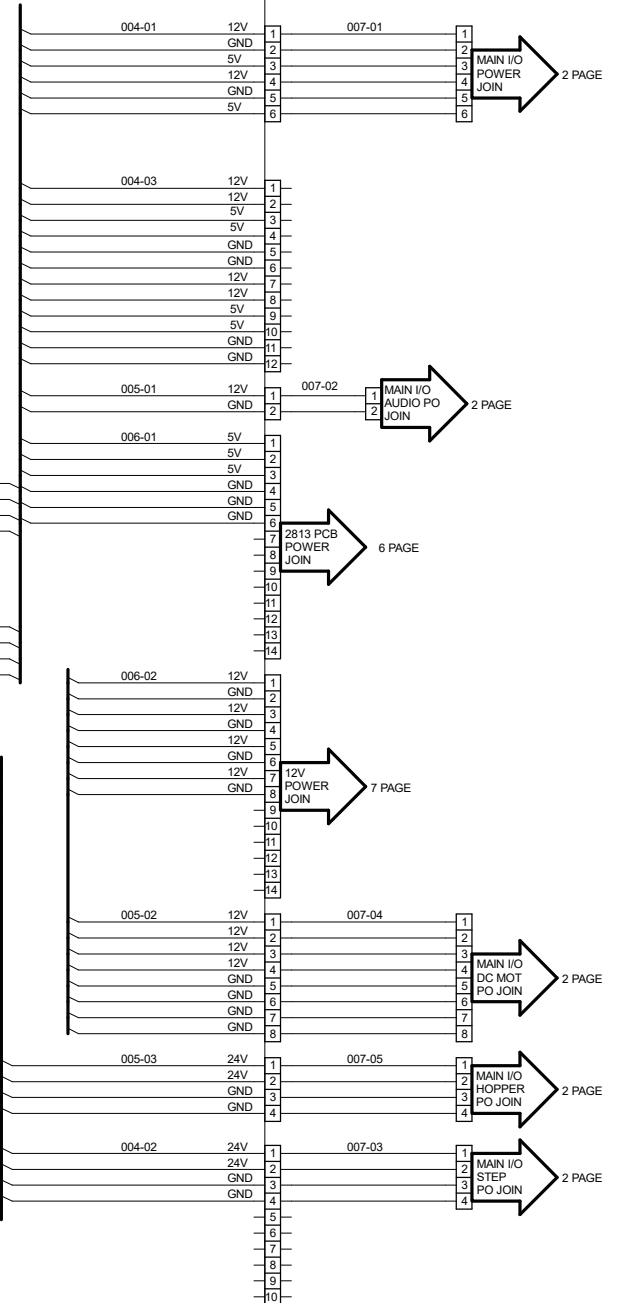 004-01 12V 1 007-01 1
GND 2 2
5V 3 3
12V 4 4
GND 5 5
5V 6 6
MAIN I/O
POWER
JOIN
2 PAGE
004-03 12V 1
12V 2
5V 3
5V 4
GND 5
GND 6
12V 7
12V 8
5V 9
5V 10
GND 11
GND 12
005-01 12V 1 007-02 1
GND 2 2
MAIN I/O
AUDIO PO
JOIN
2 PAGE
006-01 5V 1
5V 2
5V 3
GND 4
GND 5
GND 6
7
8
9
10
11
12
13
14
2813 PCB
POWER
JOIN
6 PAGE
006-02 12V 1
GND 2
12V 3
GND 4
12V 5
GND 6
12V 7
GND 8
9
10
11
12
13
14
12V
POWER
JOIN
7 PAGE
005-02 12V 1 007-04 1
12V 2 2
12V 3 3
12V 4 4
GND 5 5
GND 6 6
GND 7 7
GND 8 8
MAIN I/O
DC MOT
PO JOIN
2 PAGE
005-03 24V 1 007-05 1
24V 2 2
GND 3 3
GND 4 4
MAIN I/O
HOPPER
PO JOIN
2 PAGE
004-02 24V 1 007-03 1
24V 2 2
GND 3 3
GND 4 4
5
6
7
8
9
10
MAIN I/O
STEP
PO JOIN
2 PAGE